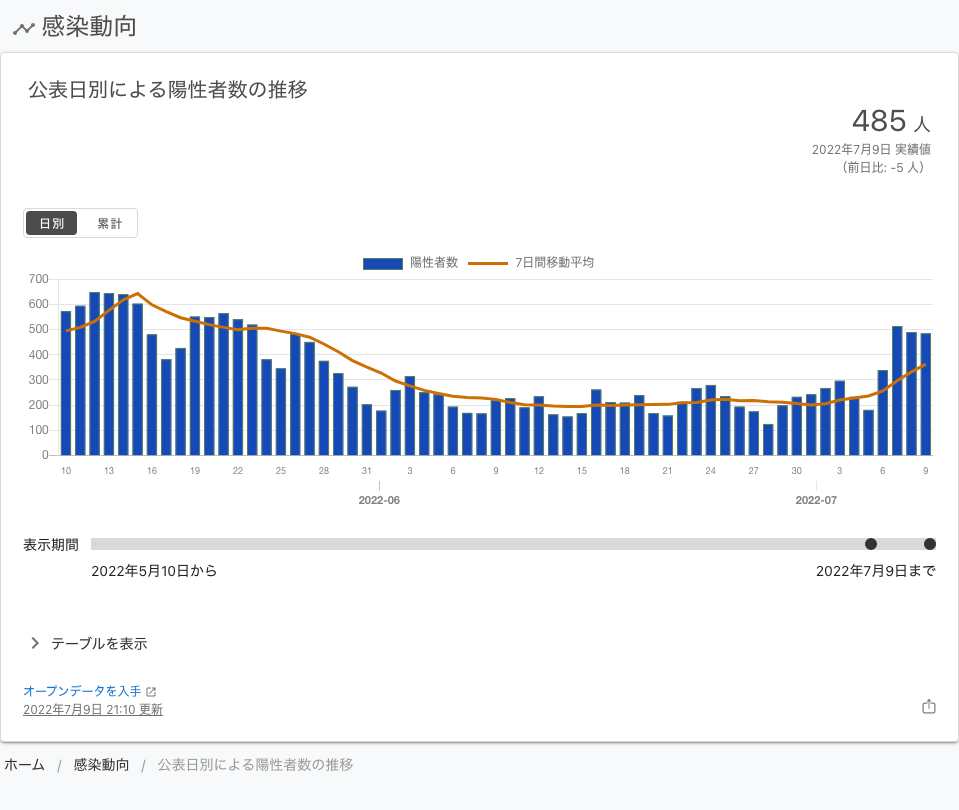 感染動向
公表日別による陽性者数の推移
485 人
2022年7月9日 実績値
（前日比: -5 人）
日別 累計
陽性者数 7日間移動平均
700
600
500
400
300
200
100
0
10 13 16 19 22 25 28 31 3 6 9 12 15 18 21 24 27 30 3 6 9
2022-06 2022-07
表示期間
2022年5月10日から 2022年7月9日まで
テーブルを表示
オープンデータを入手
2022年7月9日 21:10 更新
ホーム / 感染動向 / 公表日別による陽性者数の推移